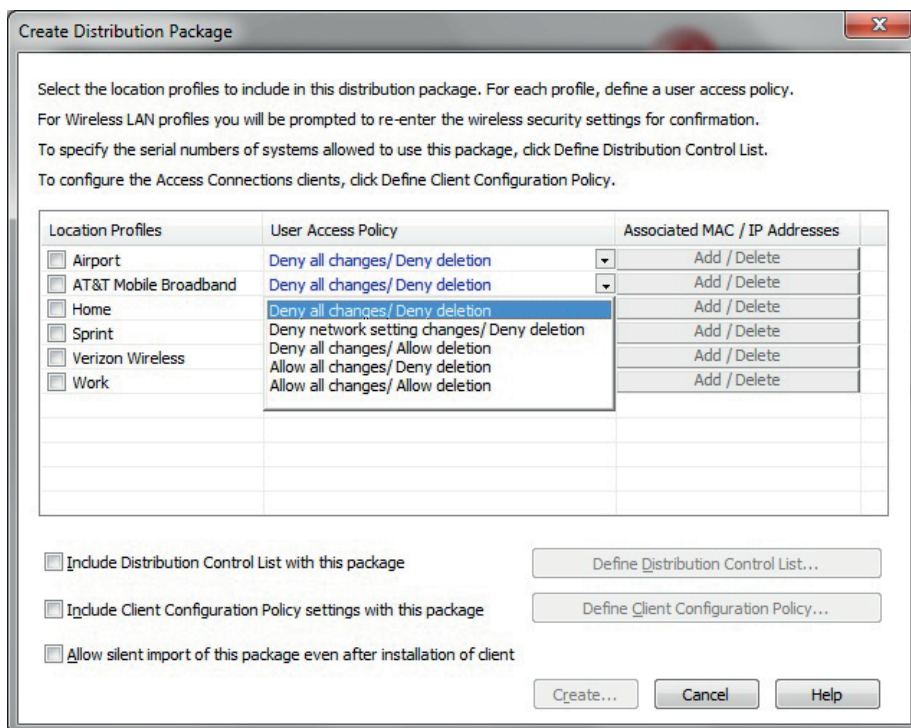 Create Distribution Package
Select the location profiles to include in this distribution package. For each profile, define a user access policy.
For Wireless LAN profiles you will be prompted to re-enter the wireless security settings for confirmation.
To specify the serial numbers of systems allowed to use this package, click Define Distribution Control List.
To configure the Access Connections clients, click Define Client Configuration Policy.
Location Profiles User Access Policy Associated MAC / IP Addresses
Airport Deny all changes/ Deny deletion Add / Delete
AT&T Mobile Broadband Deny all changes/ Deny deletion Add / Delete
Home Deny all changes/ Deny deletion Add / Delete
Sprint Deny network setting changes/ Deny deletion Add / Delete
Verizon Wireless Deny all changes/ Allow deletion Add / Delete
Allow all changes/ Deny deletion
Work Allow all changes/ Allow deletion Add / Delete
Include Distribution Control List with this package Define Distribution Control List...
Include Client Configuration Policy settings with this package Define Client Configuration Policy...
Allow silent import of this package even after installation of client
Create... Cancel Help